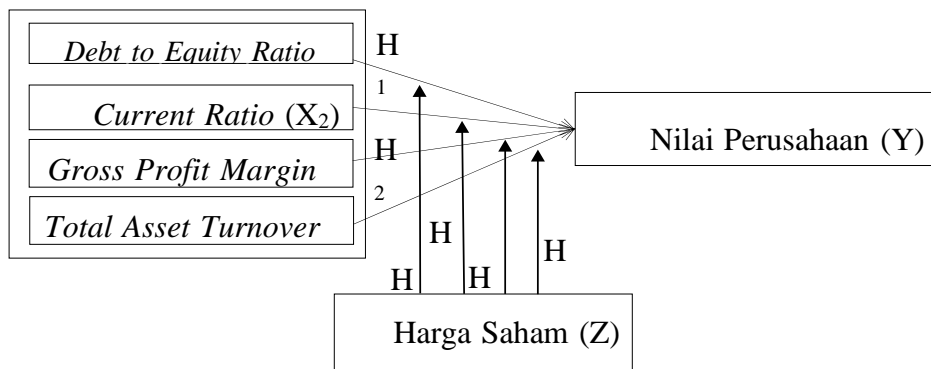 Debt to Equity Ratio
H
1
Current Ratio (X₂)
Nilai Perusahaan (Y)
H
Gross Profit Margin
2
Total Asset Turnover
H
H
H
H
Harga Saham (Z)